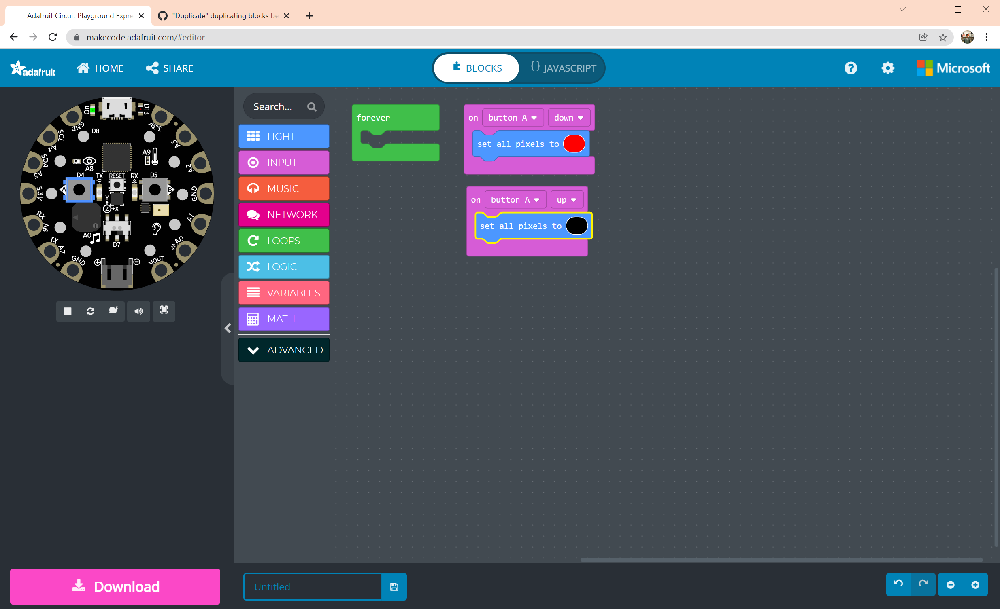 Adafruit Circuit Playground Expre
"Duplicate" duplicating blocks be
makecode.adafruit.com/#editor
adafruit
HOME
SHARE
BLOCKS
{} JAVASCRIPT
Microsoft
On
D13
GND
3.3V
D8
SCL
A4
A3
SDA
A5
A8
A9
A2
D4
TX
RESET
RX
D5
A
B
3.3V
GND
Y
Z
X
RX
A6
A1
A0
TX
A7
D7
A0
GND
VOUT
Search...
LIGHT
INPUT
MUSIC
NETWORK
LOOPS
LOGIC
VARIABLES
MATH
ADVANCED
forever
on button A down
set all pixels to
on button A up
set all pixels to
Download
Untitled